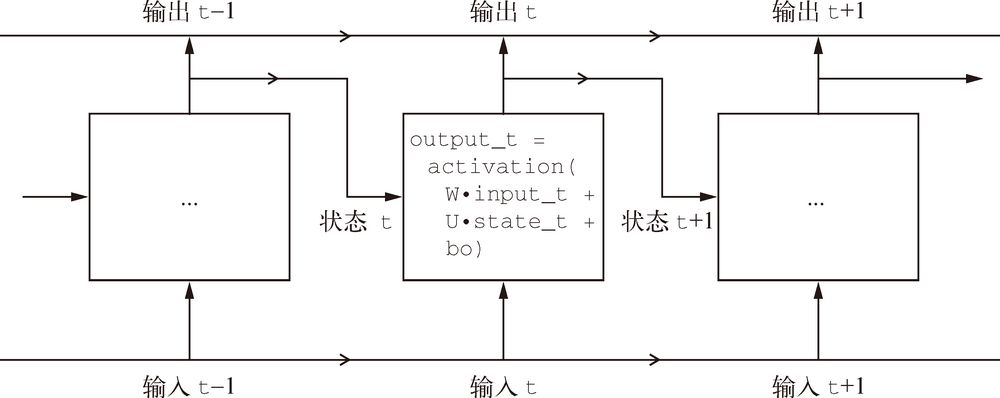 输出 t−1
输出 t
输出 t+1
...
output_t =
activation(
W•input_t +
U•state_t +
bo)
...
状态 t
状态 t+1
输入 t−1
输入 t
输入 t+1